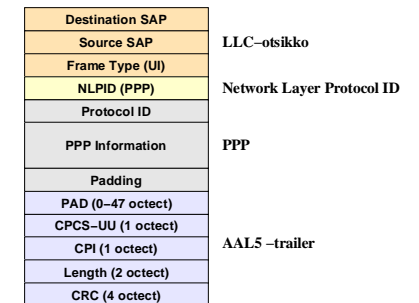 Destination SAP
Source SAP
LLC–otsikko
Frame Type (UI)
NLPID (PPP)
Network Layer Protocol ID
Protocol ID
PPP Information
PPP
Padding
PAD (0–47 octect)
CPCS–UU (1 octect)
CPI (1 octect)
AAL5 –trailer
Length (2 octect)
CRC (4 octect)